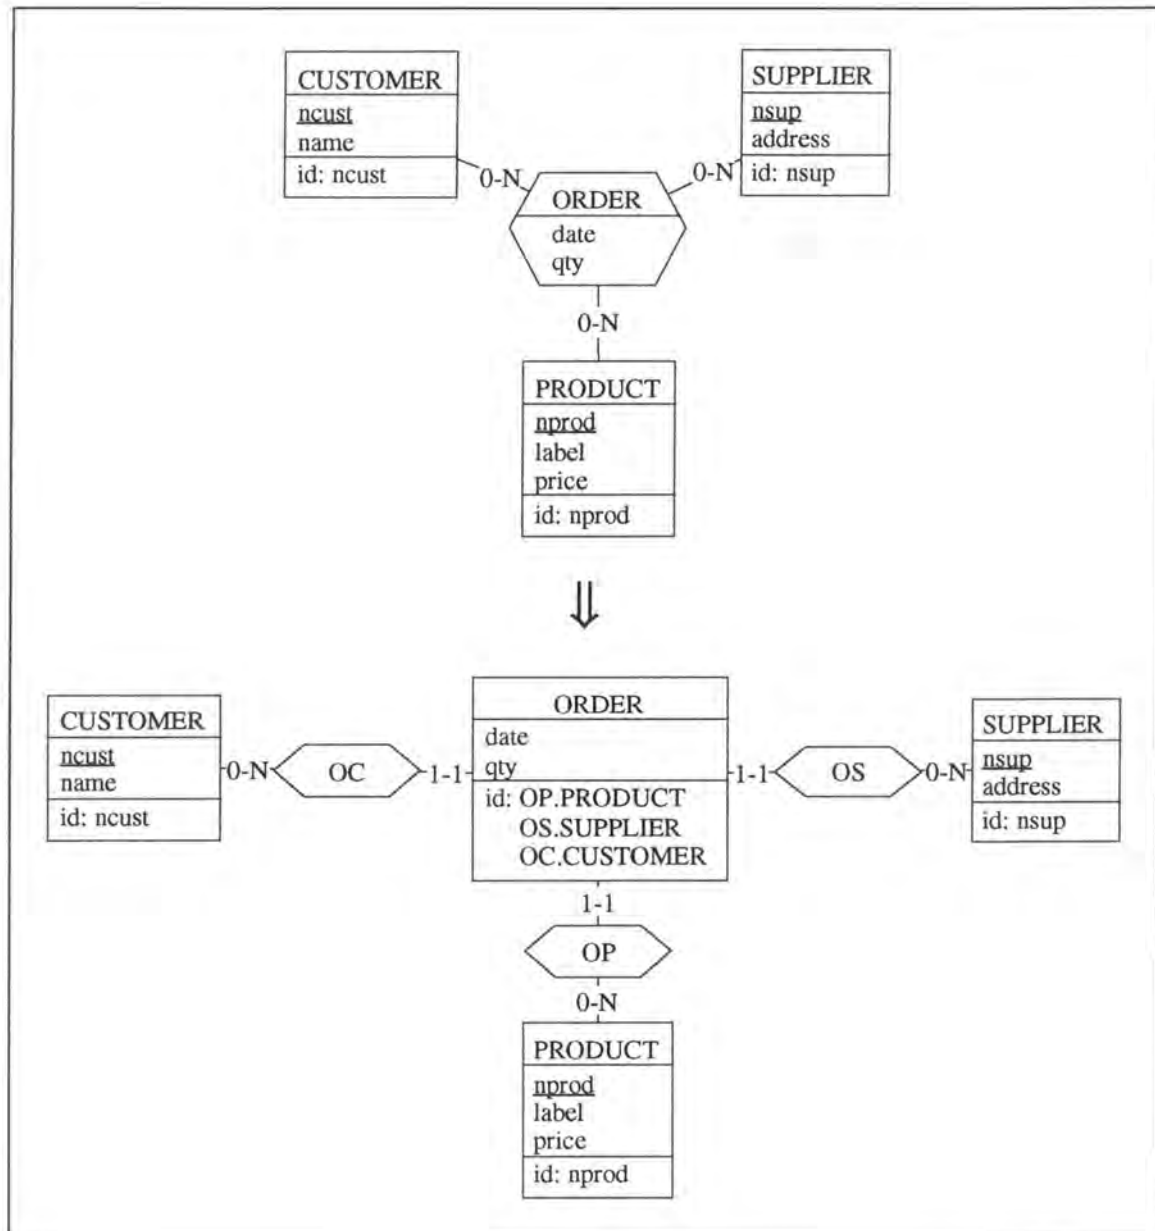 CUSTOMER
ncust
name
id: ncust
SUPPLIER
nsup
address
id: nsup
0-N
0-N
ORDER
date
qty
0-N
PRODUCT
nprod
label
price
id: nprod
⇓
CUSTOMER
ncust
name
id: ncust
0-N
OC
1-1
ORDER
date
qty
id: OP.PRODUCT
OS.SUPPLIER
OC.CUSTOMER
1-1
OS
0-N
SUPPLIER
nsup
address
id: nsup
1-1
OP
0-N
PRODUCT
nprod
label
price
id: nprod